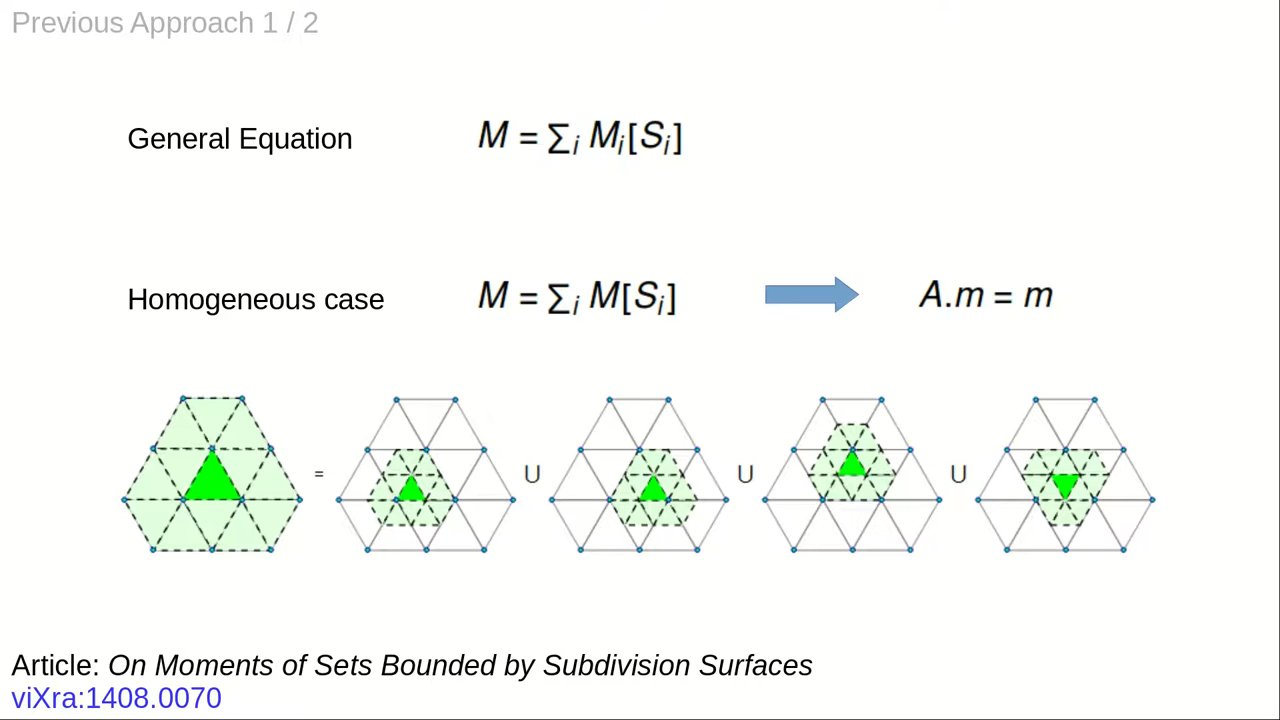 Previous Approach 1 / 2
General Equation M = ∑i Mi[Si]
Homogeneous case M = ∑i M[Si] A.m = m
= U U U
Article: On Moments of Sets Bounded by Subdivision Surfaces
viXra:1408.0070